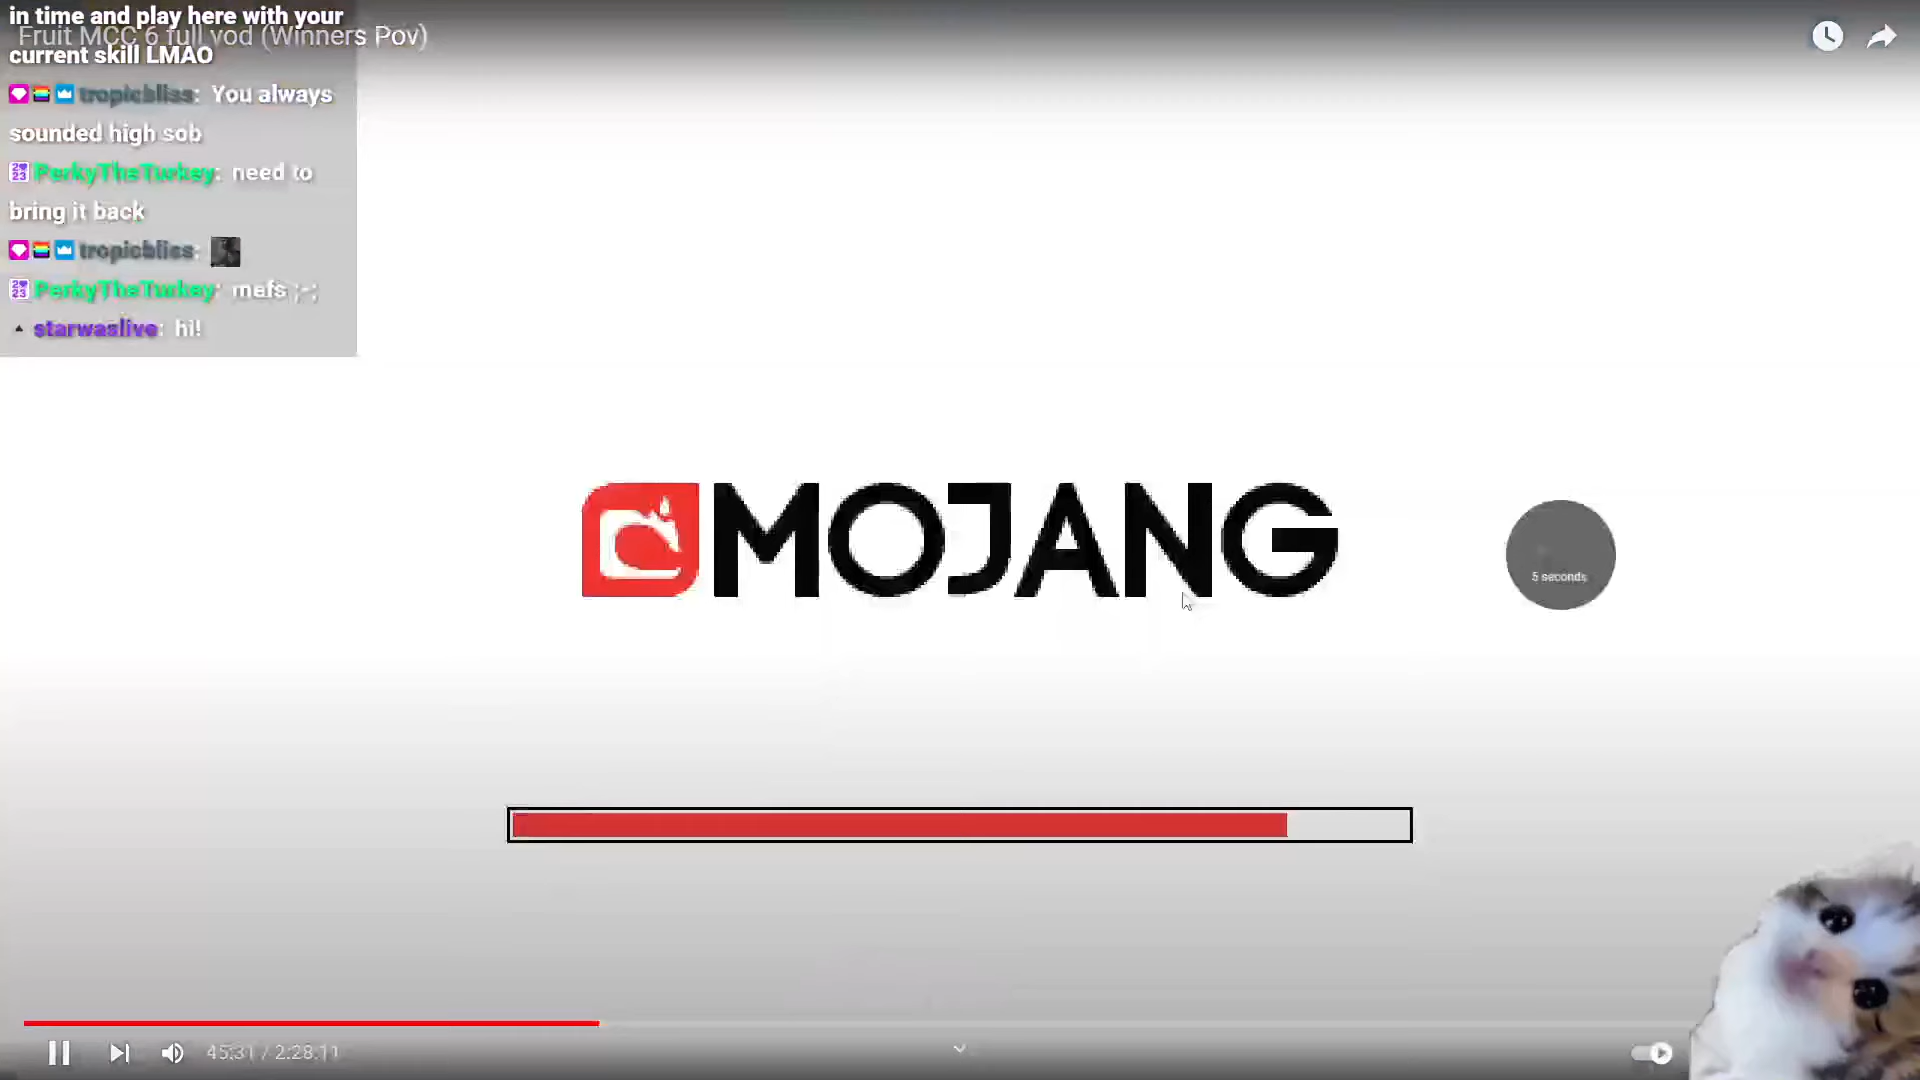 in time and play here with your
Fruit MCC 6 full vod (Winners Pov)
current skill LMAO
tropicbliss: You always
sounded high sob
PerkyTheTurkey: need to
bring it back
tropicbliss:
PerkyTheTurkey: mefs ;-;
starwaslive: hi!
MOJANG
5 seconds
45:31 / 2:28:11